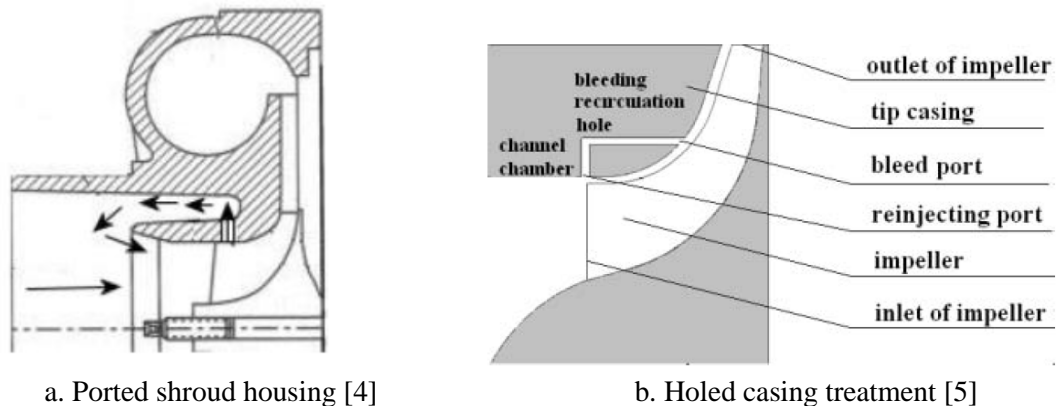 outlet of impeller
bleeding
recirculation
hole
tip casing
channel
chamber
bleed port
reinjecting port
impeller
inlet of impeller
a. Ported shroud housing [4]
b. Holed casing treatment [5]